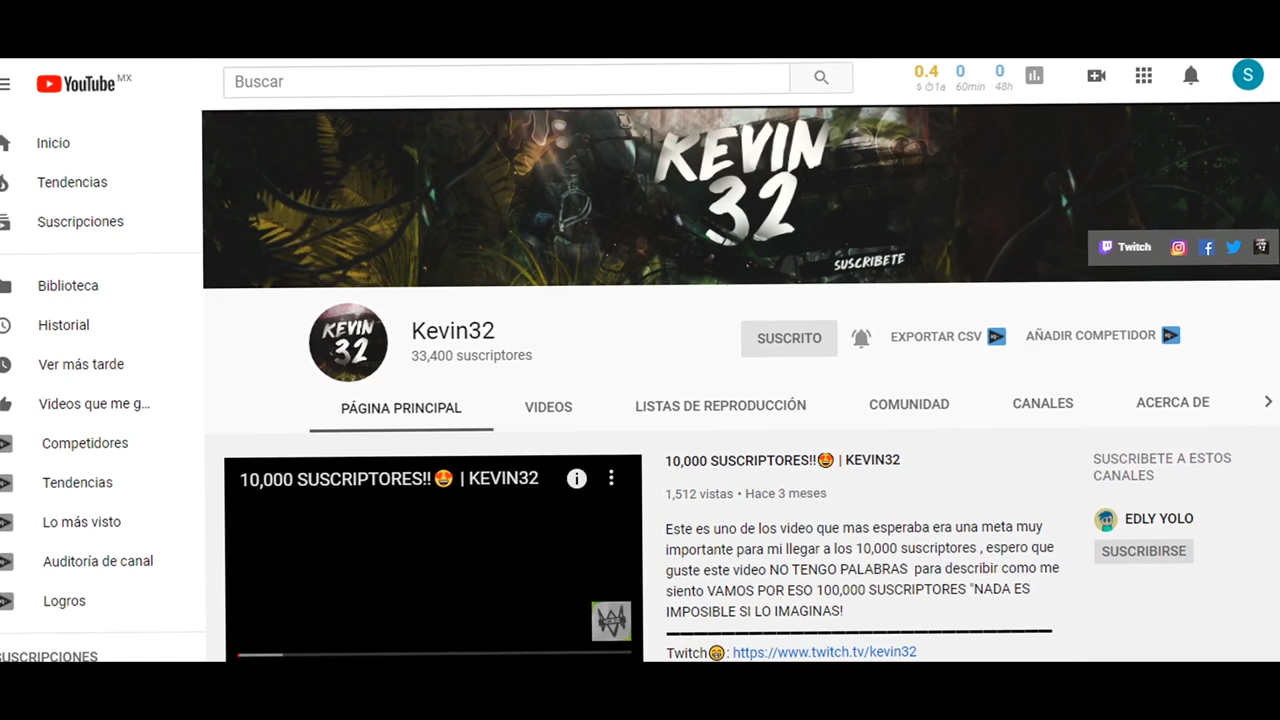 YouTube MX
Buscar
0.4 0 0
$ 1a 60min 48h
S
Inicio
Tendencias
Suscripciones
Biblioteca
Historial
Ver más tarde
Videos que me g...
Competidores
Tendencias
Lo más visto
Auditoría de canal
Logros
SUSCRIPCIONES
KEVIN
32
SUSCRIBETE
Twitch
KEVIN
32
Kevin32
33,400 suscriptores
SUSCRITO
EXPORTAR CSV
AÑADIR COMPETIDOR
PÁGINA PRINCIPAL
VIDEOS
LISTAS DE REPRODUCCIÓN
COMUNIDAD
CANALES
ACERCA DE
10,000 SUSCRIPTORES!!🤩 | KEVIN32
10,000 SUSCRIPTORES!!🤩 | KEVIN32
1,512 vistas • Hace 3 meses
Este es uno de los video que mas esperaba era una meta muy
importante para mi llegar a los 10,000 suscriptores , espero que
guste este video NO TENGO PALABRAS para describir como me
siento VAMOS POR ESO 100,000 SUSCRIPTORES "NADA ES
IMPOSIBLE SI LO IMAGINAS!
Twitch😁: https://www.twitch.tv/kevin32
SUSCRIBETE A ESTOS
CANALES
EDLY YOLO
SUSCRIBIRSE